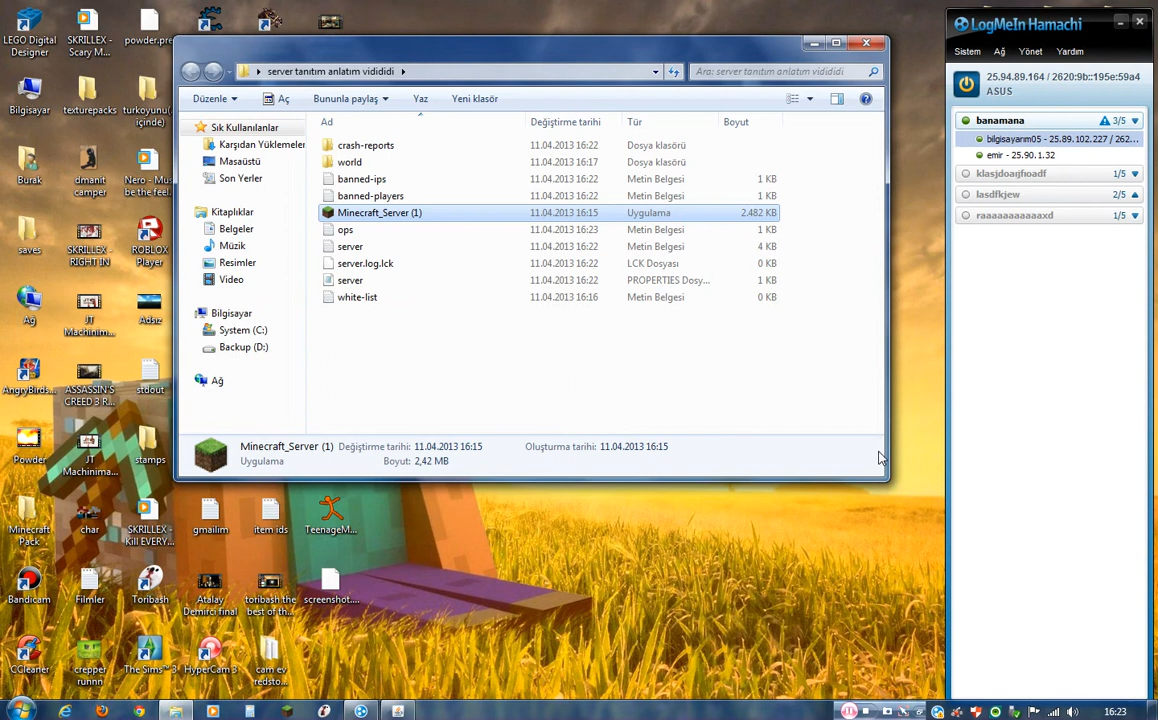 LEGO Digital
Designer
SKRILLEX -
Scary M...
powder.pre
Bilgisayar
texturepacks
turkoyunu(i
içinde)
Burak
dmanit
camper
Nero - Mus
be the feel...
saves
SKRILLEX -
RIGHT IN
ROBLOX
Player
Ağ
JT
Machinim...
Adsız
AngryBirds...
ASSASSIN'S
CREED 3 R...
stdout
Powder
JT
Machinima...
stamps
Minecraft
Pack
char
SKRILLEX -
Kill EVERY...
gmailim
item ids
TeenageM...
Bandicam
Filmler
Toribash
Atalay
Demirci final
toribash the
best of th...
screenshot....
CCleaner
crepper
runnn
The Sims™ 3
HyperCam 3
cam ev
redsto...
server tanıtım anlatım vidididi
Ara: server tanıtım anlatım vidididi
Düzenle
Aç
Bununla paylaş
Yaz
Yeni klasör
Sık Kullanılanlar
Karşıdan Yüklemeler
Masaüstü
Son Yerler
Kitaplıklar
Belgeler
Müzik
Resimler
Video
Bilgisayar
System (C:)
Backup (D:)
Ağ
Ad Değiştirme tarihi Tür Boyut
crash-reports 11.04.2013 16:22 Dosya klasörü
world 11.04.2013 16:17 Dosya klasörü
banned-ips 11.04.2013 16:22 Metin Belgesi 1 KB
banned-players 11.04.2013 16:22 Metin Belgesi 1 KB
Minecraft_Server (1) 11.04.2013 16:15 Uygulama 2.482 KB
ops 11.04.2013 16:23 Metin Belgesi 1 KB
server 11.04.2013 16:22 Metin Belgesi 4 KB
server.log.lck 11.04.2013 16:22 LCK Dosyası 0 KB
server 11.04.2013 16:22 PROPERTIES Dosy... 1 KB
white-list 11.04.2013 16:16 Metin Belgesi 0 KB
Minecraft_Server (1) Değiştirme tarihi: 11.04.2013 16:15 Oluşturma tarihi: 11.04.2013 16:15
Uygulama Boyut: 2,42 MB
LogMeIn Hamachi
Sistem Ağ Yönet Yardım
25.94.89.164 / 2620:9b::195e:59a4
ASUS
banamana 3/5
bilgisayarım05 - 25.89.102.227 / 262...
emir - 25.90.1.32
klasjdoaıjfıoadf 1/5
lasdfkjew 2/5
raaaaaaaaaaxd 1/5
16:23